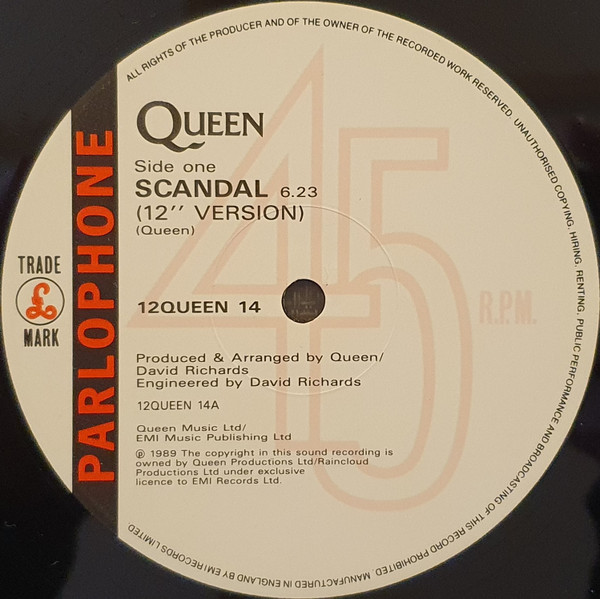 ALL RIGHTS OF THE PRODUCER AND OF THE OWNER OF THE RECORDED WORK RESERVED. UNAUTHORISED COPYING, HIRING, RENTING, PUBLIC PERFORMANCE AND BROADCASTING OF THIS RECORD PROHIBITED. MANUFACTURED IN ENGLAND BY EMI RECORDS LIMITED
QUEEN
Side one
SCANDAL 6.23
(12'' VERSION)
(Queen)
PARLOPHONE
TRADE
£
MARK
45
R.P.M.
12QUEEN 14
Produced & Arranged by Queen/
David Richards
Engineered by David Richards
12QUEEN 14A
Queen Music Ltd/
EMI Music Publishing Ltd
℗ 1989 The copyright in this sound recording is
owned by Queen Productions Ltd/Raincloud
Productions Ltd under exclusive
licence to EMI Records Ltd.